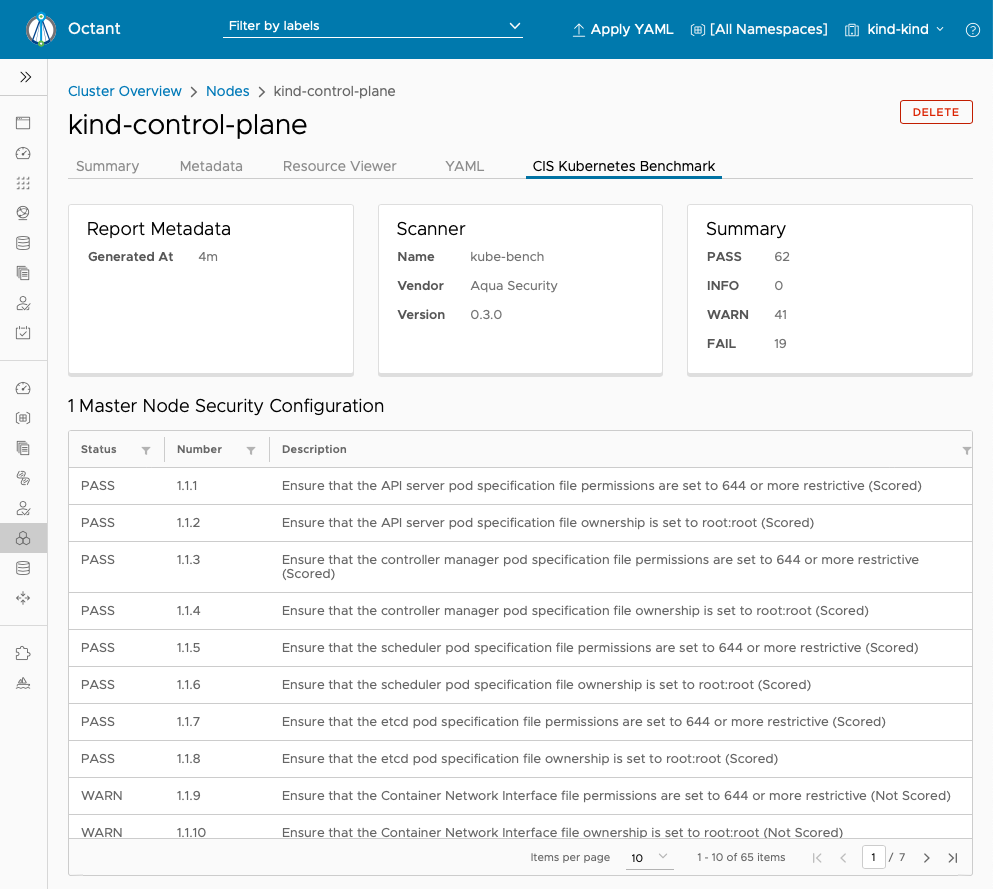 Octant
Filter by labels
Apply YAML
[All Namespaces]
kind-kind
Cluster Overview > Nodes > kind-control-plane
kind-control-plane
DELETE
Summary Metadata Resource Viewer YAML CIS Kubernetes Benchmark
Report Metadata
Generated At 4m
Scanner
Name kube-bench
Vendor Aqua Security
Version 0.3.0
Summary
PASS 62
INFO 0
WARN 41
FAIL 19
1 Master Node Security Configuration
Status Number Description
PASS 1.1.1 Ensure that the API server pod specification file permissions are set to 644 or more restrictive (Scored)
PASS 1.1.2 Ensure that the API server pod specification file ownership is set to root:root (Scored)
PASS 1.1.3 Ensure that the controller manager pod specification file permissions are set to 644 or more restrictive
(Scored)
PASS 1.1.4 Ensure that the controller manager pod specification file ownership is set to root:root (Scored)
PASS 1.1.5 Ensure that the scheduler pod specification file permissions are set to 644 or more restrictive (Scored)
PASS 1.1.6 Ensure that the scheduler pod specification file ownership is set to root:root (Scored)
PASS 1.1.7 Ensure that the etcd pod specification file permissions are set to 644 or more restrictive (Scored)
PASS 1.1.8 Ensure that the etcd pod specification file ownership is set to root:root (Scored)
WARN 1.1.9 Ensure that the Container Network Interface file permissions are set to 644 or more restrictive (Not Scored)
WARN 1.1.10 Ensure that the Container Network Interface file ownership is set to root:root (Not Scored)
Items per page 10 1 - 10 of 65 items 1 / 7